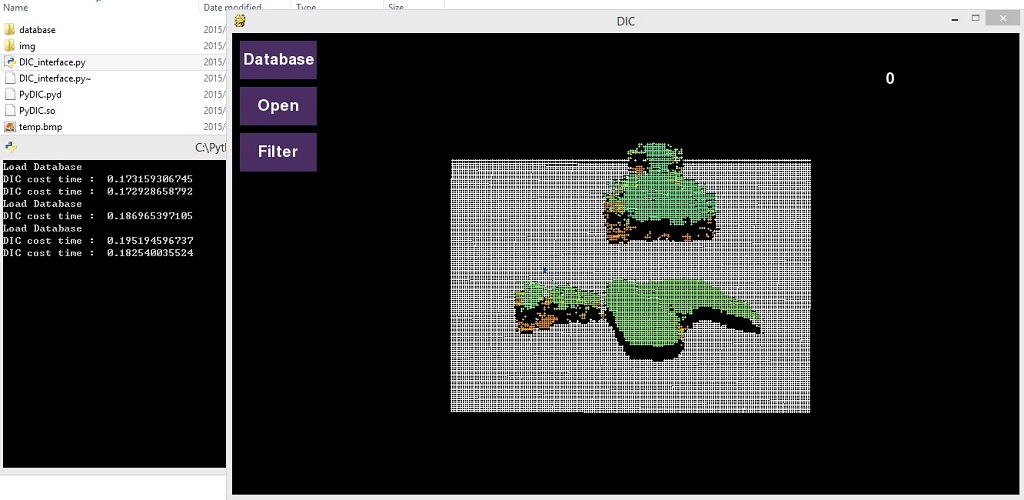 Name Date modified Type Size
database 2015/
img 2015/
DIC_interface.py 2015/
DIC_interface.py~ 2015/
PyDIC.pyd 2015/
PyDIC.so 2015/
temp.bmp 2015/
C:\Pyth
Load Database
DIC cost time : 0.173159306745
DIC cost time : 0.172928658792
Load Database
DIC cost time : 0.186965397105
Load Database
DIC cost time : 0.195194596737
DIC cost time : 0.182540035524
DIC
Database
Open
Filter
0